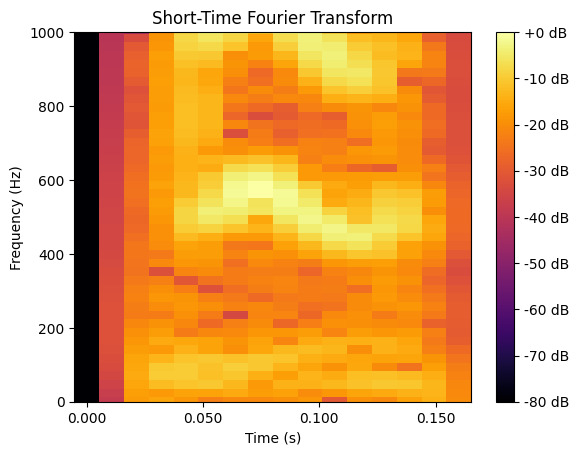 Short-Time Fourier Transform
1000
800
600
400
200
0
Frequency (Hz)
0.000
0.050
0.100
0.150
Time (s)
+0 dB
-10 dB
-20 dB
-30 dB
-40 dB
-50 dB
-60 dB
-70 dB
-80 dB